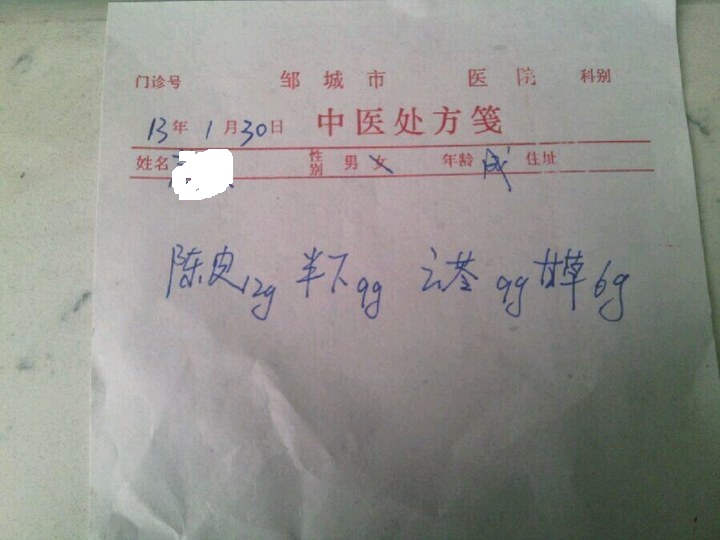 门诊号 邹城市 医院 科别
13年1月30日 中医处方笺
姓名 性别 男 女 年龄 成 住址
陈皮12g 半下9g 云苓9g 甘草6g